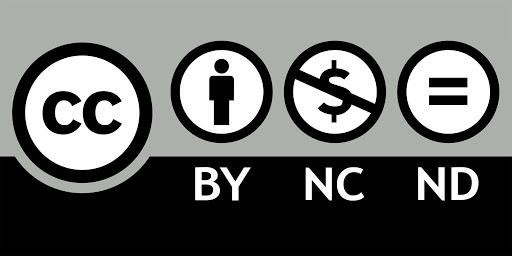 cc $ =
BY NC ND